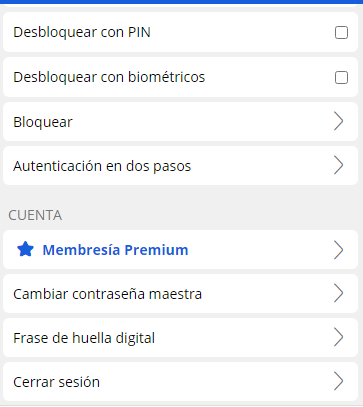 Desbloquear con PIN
Desbloquear con biométricos
Bloquear
Autenticación en dos pasos
CUENTA
Membresía Premium
Cambiar contraseña maestra
Frase de huella digital
Cerrar sesión